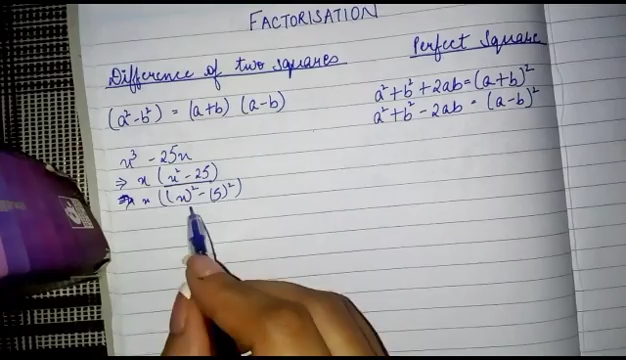 FACTORISATION
Difference of two squares
(a²-b²) = (a+b) (a-b)
x³ - 25x
⇒ x (x² - 25)
⇒ x ((x)² - (5)²)
Perfect Square
a² + b² + 2ab = (a+b)²
a² + b² - 2ab = (a-b)²